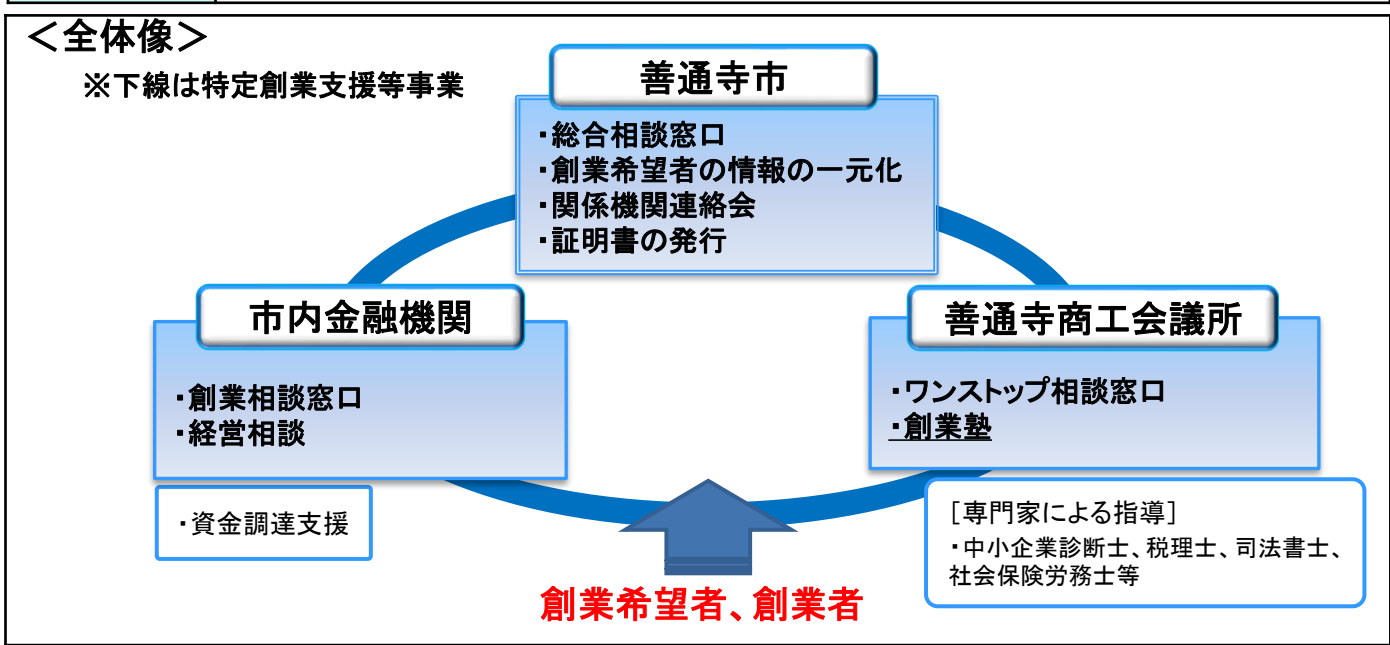 ＜全体像＞
※下線は特定創業支援等事業
善通寺市
・総合相談窓口
・創業希望者の情報の一元化
・関係機関連絡会
・証明書の発行
市内金融機関
・創業相談窓口
・経営相談
・資金調達支援
善通寺商工会議所
・ワンストップ相談窓口
・創業塾
［専門家による指導］
・中小企業診断士、税理士、司法書士、
社会保険労務士等
創業希望者、創業者